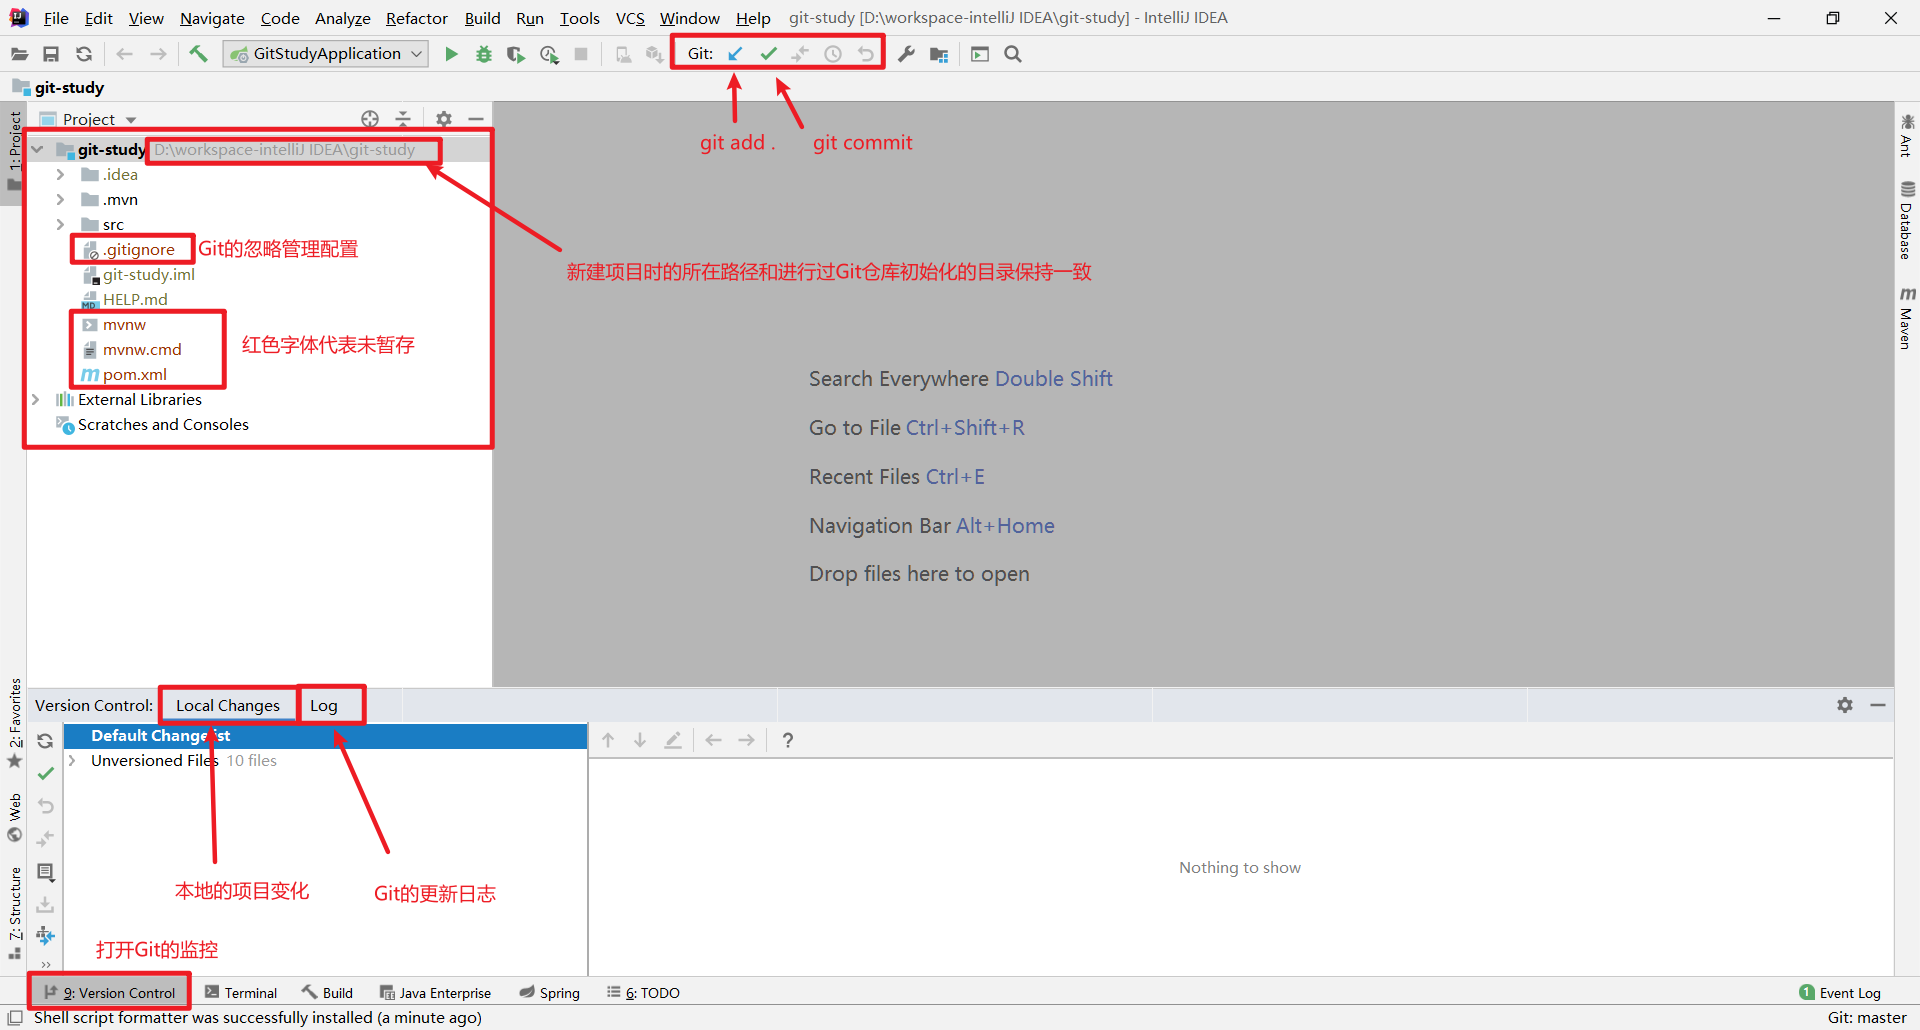 File Edit View Navigate Code Analyze Refactor Build Run Tools VCS Window Help git-study [D:\workspace-intelliJ IDEA\git-study] - IntelliJ IDEA
GitStudyApplication Git:
git-study
Project
git add . git commit
git-study D:\workspace-intelliJ IDEA\git-study
.idea
.mvn
src
.gitignore Git的忽略管理配置
新建项目时的所在路径和进行过Git仓库初始化的目录保持一致
git-study.iml
HELP.md
MD
mvnw
红色字体代表未暂存
mvnw.cmd
m pom.xml
External Libraries
Scratches and Consoles
Search Everywhere Double Shift
Go to File Ctrl+Shift+R
Recent Files Ctrl+E
Navigation Bar Alt+Home
Drop files here to open
1: Project
2: Favorites
Web
7: Structure
Ant
Database
m Maven
Version Control: Local Changes Log
Default Changelist
Unversioned Files 10 files
?
Nothing to show
本地的项目变化
Git的更新日志
打开Git的监控
9: Version Control Terminal Build Java Enterprise Spring 6: TODO 1 Event Log
Shell script formatter was successfully installed (a minute ago) Git: master